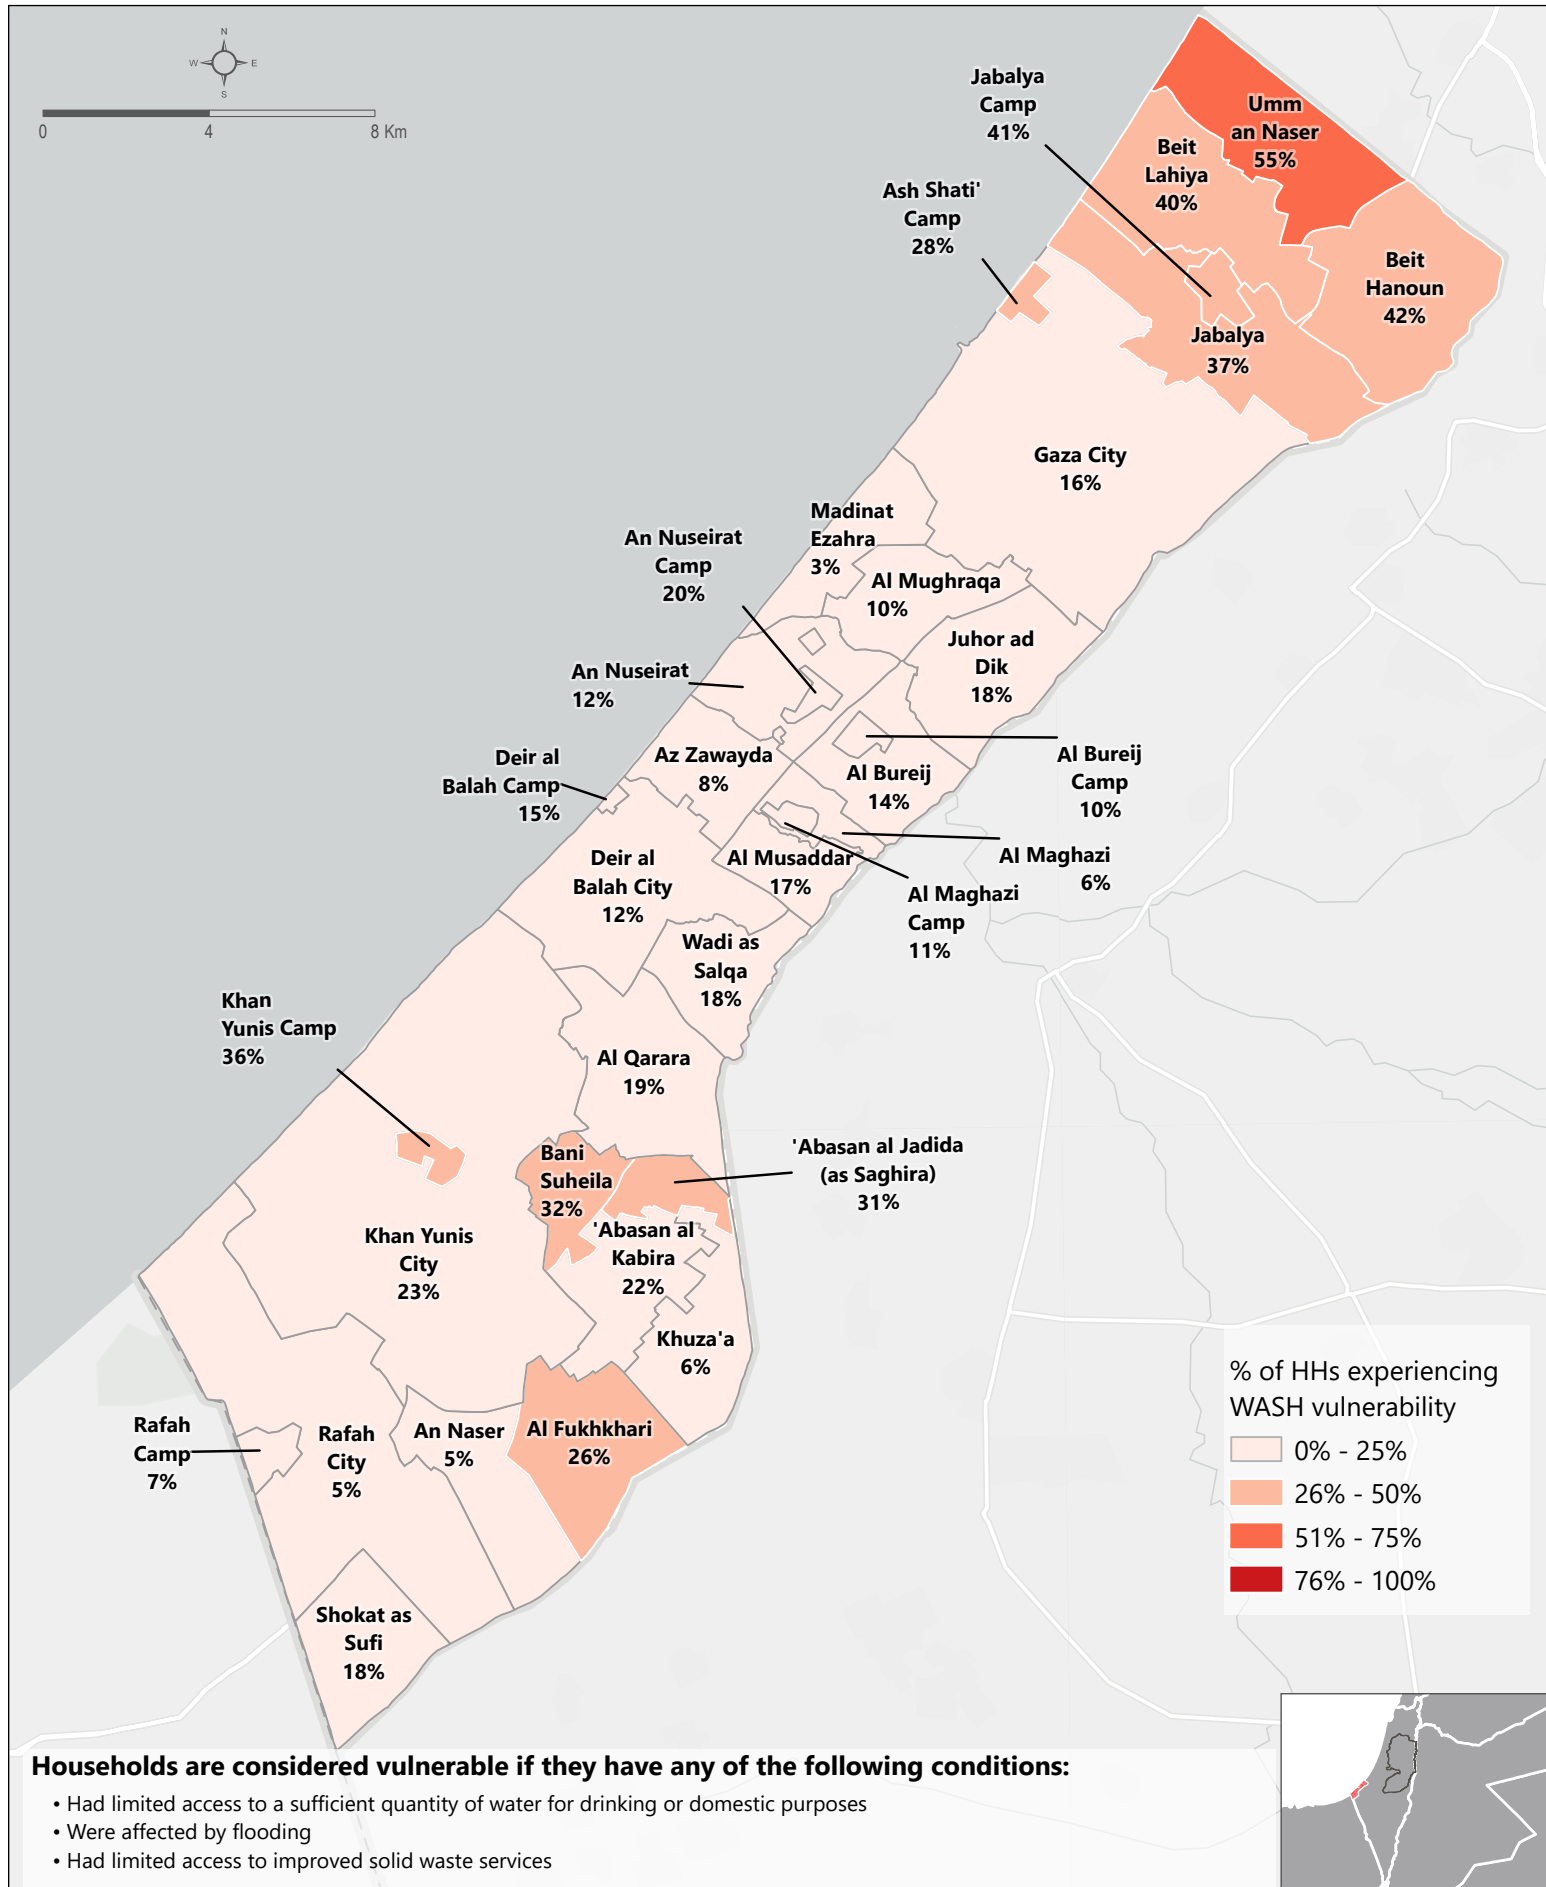 N
W
E
S
0
4
8 Km
Jabalya
Camp
41%
Umm
an Naser
55%
Beit
Lahiya
40%
Ash Shati'
Camp
28%
Beit
Hanoun
42%
Jabalya
37%
Gaza City
16%
Madinat
Ezahra
3%
An Nuseirat
Camp
20%
Al Mughraqa
10%
Juhor ad
Dik
18%
An Nuseirat
12%
Az Zawayda
8%
Deir al
Balah Camp
15%
Al Bureij
14%
Al Bureij
Camp
10%
Al Maghazi
6%
Al Musaddar
17%
Al Maghazi
Camp
11%
Deir al
Balah City
12%
Wadi as
Salqa
18%
Khan
Yunis Camp
36%
Al Qarara
19%
Bani
Suheila
32%
'Abasan al Jadida
(as Saghira)
31%
'Abasan al
Kabira
22%
Khan Yunis
City
23%
Khuza'a
6%
Rafah
Camp
7%
Rafah
City
5%
An Naser
5%
Al Fukhkhari
26%
Shokat as
Sufi
18%
% of HHs experiencing
WASH vulnerability
0% - 25%
26% - 50%
51% - 75%
76% - 100%
Households are considered vulnerable if they have any of the following conditions:
• Had limited access to a sufficient quantity of water for drinking or domestic purposes
• Were affected by flooding
• Had limited access to improved solid waste services